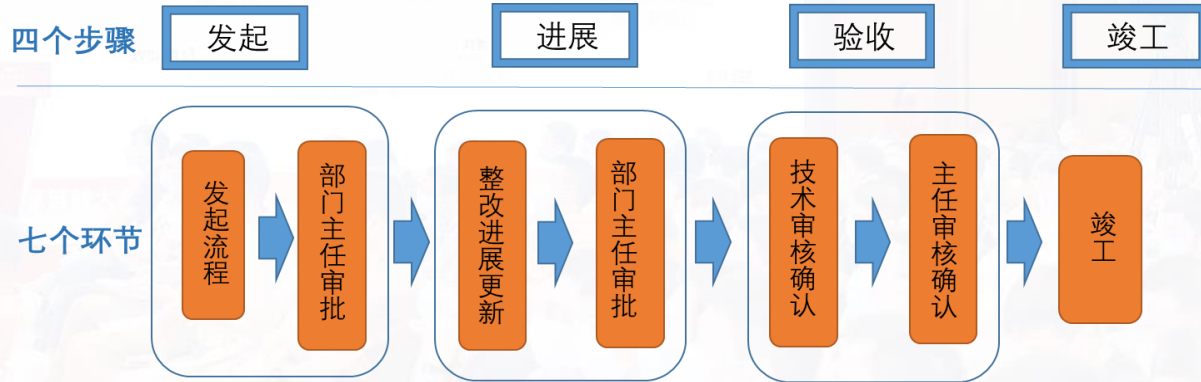 四个步骤
发起
进展
验收
竣工
七个环节
发起流程
部门主任审批
整改进展更新
部门主任审批
技术审核确认
主任审核确认
竣工